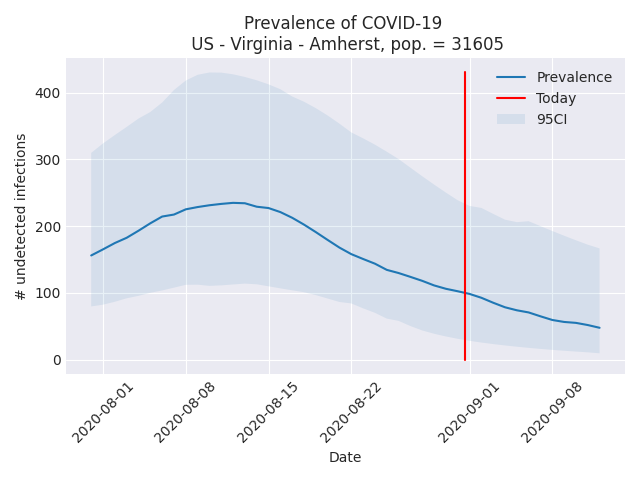 Prevalence of COVID-19
US - Virginia - Amherst, pop. = 31605
# undetected infections
400
300
200
100
0
Prevalence
Today
95CI
2020-08-01
2020-08-08
2020-08-15
2020-08-22
2020-09-01
2020-09-08
Date